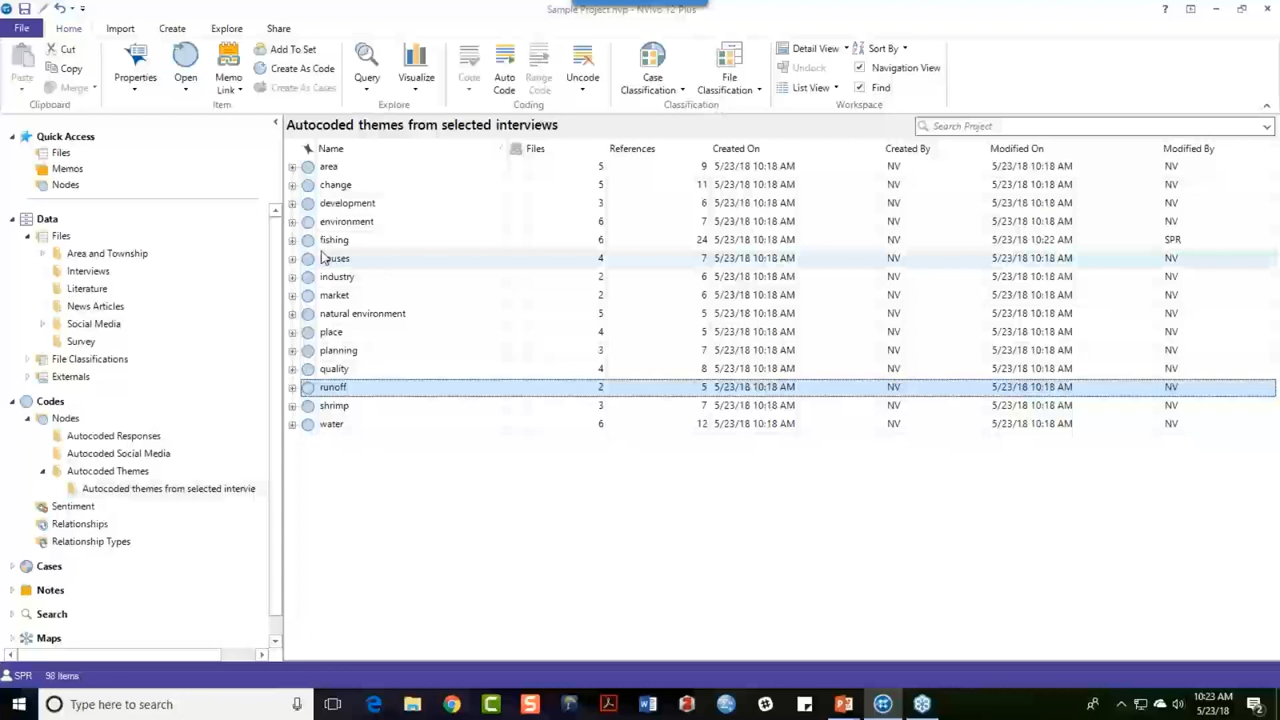 Sample Project.nvp - NVivo 12 Plus
File Home Import Create Explore Share
Paste Cut Copy Merge
Clipboard
Properties Open Memo Link Add To Set Create As Code Create As Cases
Item
Query Visualize
Explore
Code Auto Code Range Code Uncode
Coding
Case Classification File Classification
Classification
Detail View Sort By
Undock Navigation View
List View Find
Workspace
Quick Access
Files
Memos
Nodes
Data
Files
Area and Township
Interviews
Literature
News Articles
Social Media
Survey
File Classifications
Externals
Codes
Nodes
Autocoded Responses
Autocoded Social Media
Autocoded Themes
Autocoded themes from selected intervie
Sentiment
Relationships
Relationship Types
Cases
Notes
Search
Maps
Autocoded themes from selected interviews
Search Project
Name Files References Created On Created By Modified On Modified By
area 5 9 5/23/18 10:18 AM NV 5/23/18 10:18 AM NV
change 5 11 5/23/18 10:18 AM NV 5/23/18 10:18 AM NV
development 3 6 5/23/18 10:18 AM NV 5/23/18 10:18 AM NV
environment 6 7 5/23/18 10:18 AM NV 5/23/18 10:18 AM NV
fishing 6 24 5/23/18 10:18 AM NV 5/23/18 10:22 AM SPR
4 7 5/23/18 10:18 AM NV 5/23/18 10:18 AM NV
industry 2 6 5/23/18 10:18 AM NV 5/23/18 10:18 AM NV
market 2 6 5/23/18 10:18 AM NV 5/23/18 10:18 AM NV
natural environment 5 5 5/23/18 10:18 AM NV 5/23/18 10:18 AM NV
place 4 5 5/23/18 10:18 AM NV 5/23/18 10:18 AM NV
planning 3 7 5/23/18 10:18 AM NV 5/23/18 10:18 AM NV
quality 4 8 5/23/18 10:18 AM NV 5/23/18 10:18 AM NV
runoff 2 5 5/23/18 10:18 AM NV 5/23/18 10:18 AM NV
shrimp 3 7 5/23/18 10:18 AM NV 5/23/18 10:18 AM NV
water 6 12 5/23/18 10:18 AM NV 5/23/18 10:18 AM NV
SPR 98 Items
Type here to search
10:23 AM
5/23/18